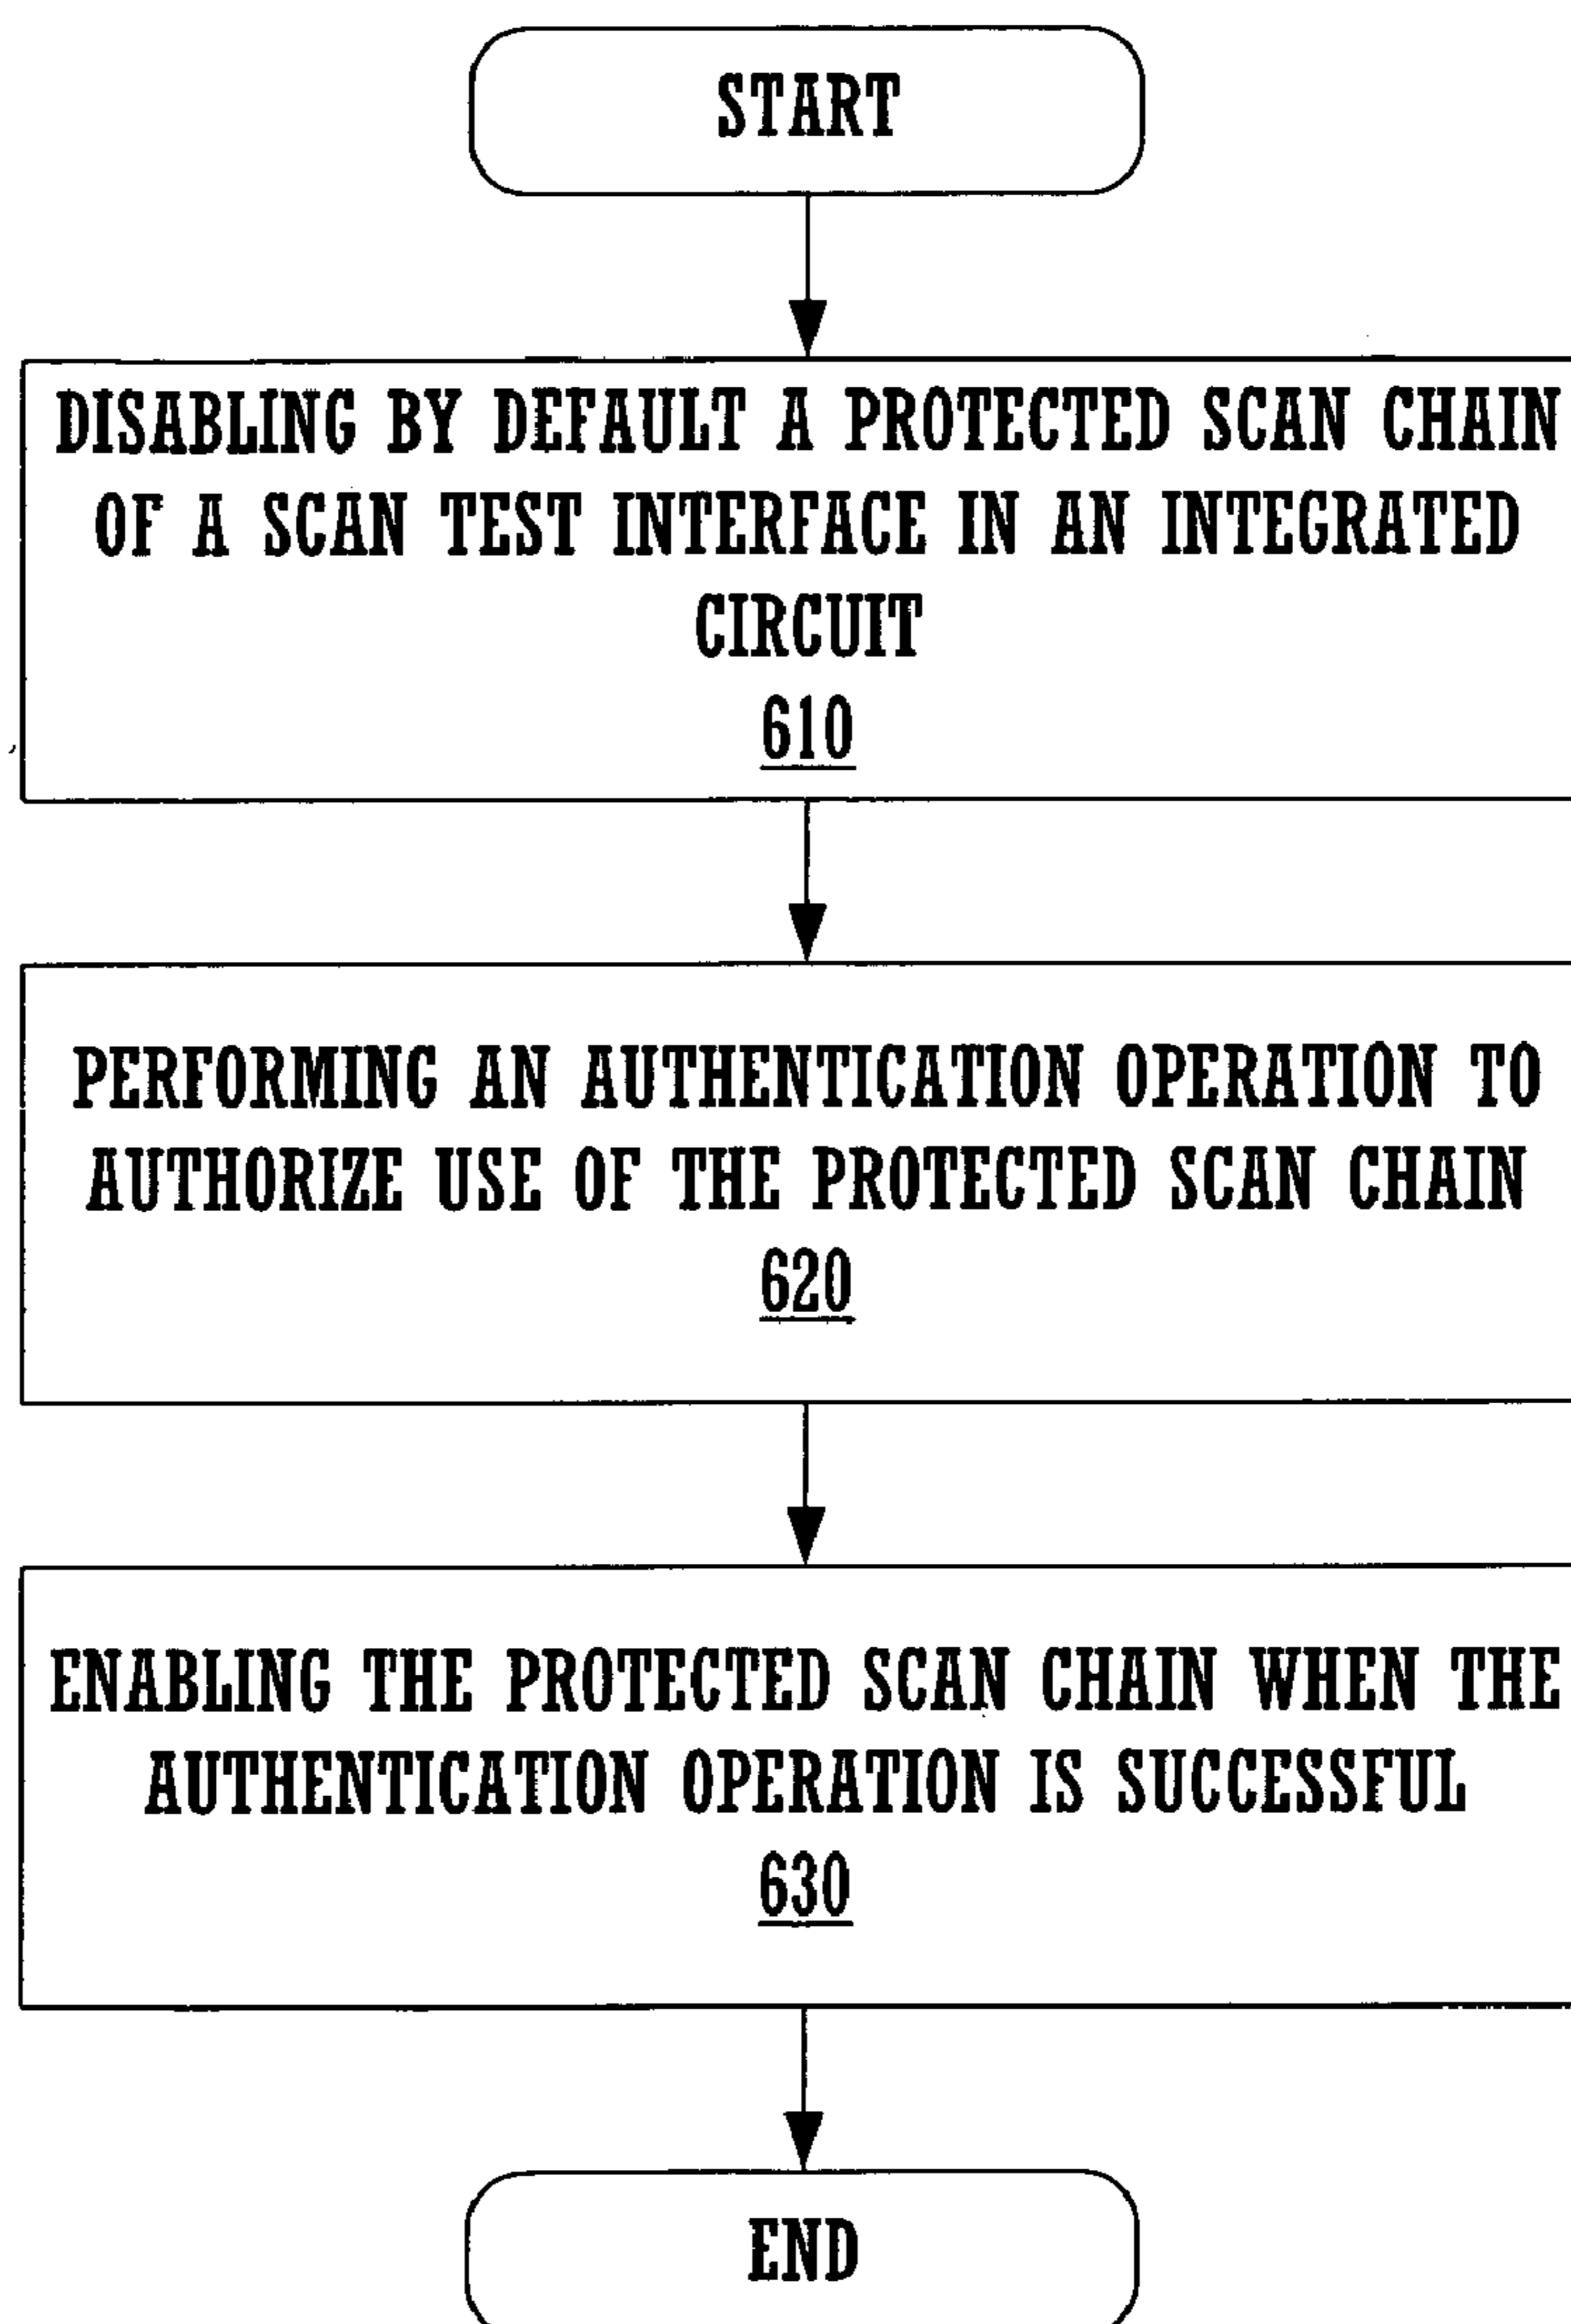 START
DISABLING BY DEFAULT A PROTECTED SCAN CHAIN
OF A SCAN TEST INTERFACE IN AN INTEGRATED
CIRCUIT
610
PERFORMING AN AUTHENTICATION OPERATION TO
AUTHORIZE USE OF THE PROTECTED SCAN CHAIN
620
ENABLING THE PROTECTED SCAN CHAIN WHEN THE
AUTHENTICATION OPERATION IS SUCCESSFUL
630
END